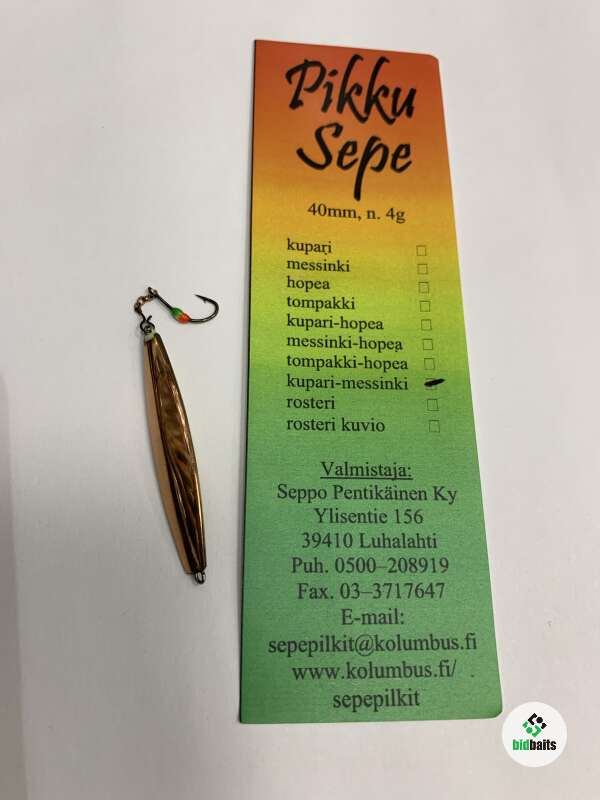 Pikku
Sepe
40mm, n. 4g
kupari
messinki
hopea
tompakki
kupari-hopea
messinki-hopea
tompakki-hopea
kupari-messinki
rosteri
rosteri kuvio
Valmistaja:
Seppo Pentikäinen Ky
Ylisentie 156
39410 Luhalahti
Puh. 0500–208919
Fax. 03–3717647
E-mail:
sepepilkit@kolumbus.fi
www.kolumbus.fi/
sepepilkit
bidbaits